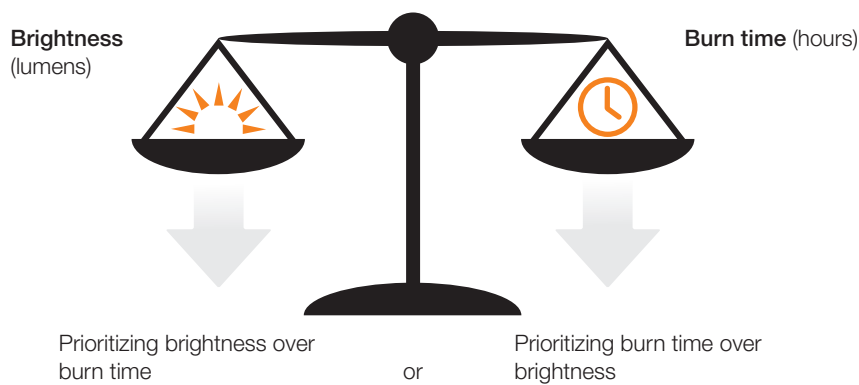 Brightness
(lumens)
Burn time (hours)
Prioritizing brightness over
burn time
or
Prioritizing burn time over
brightness